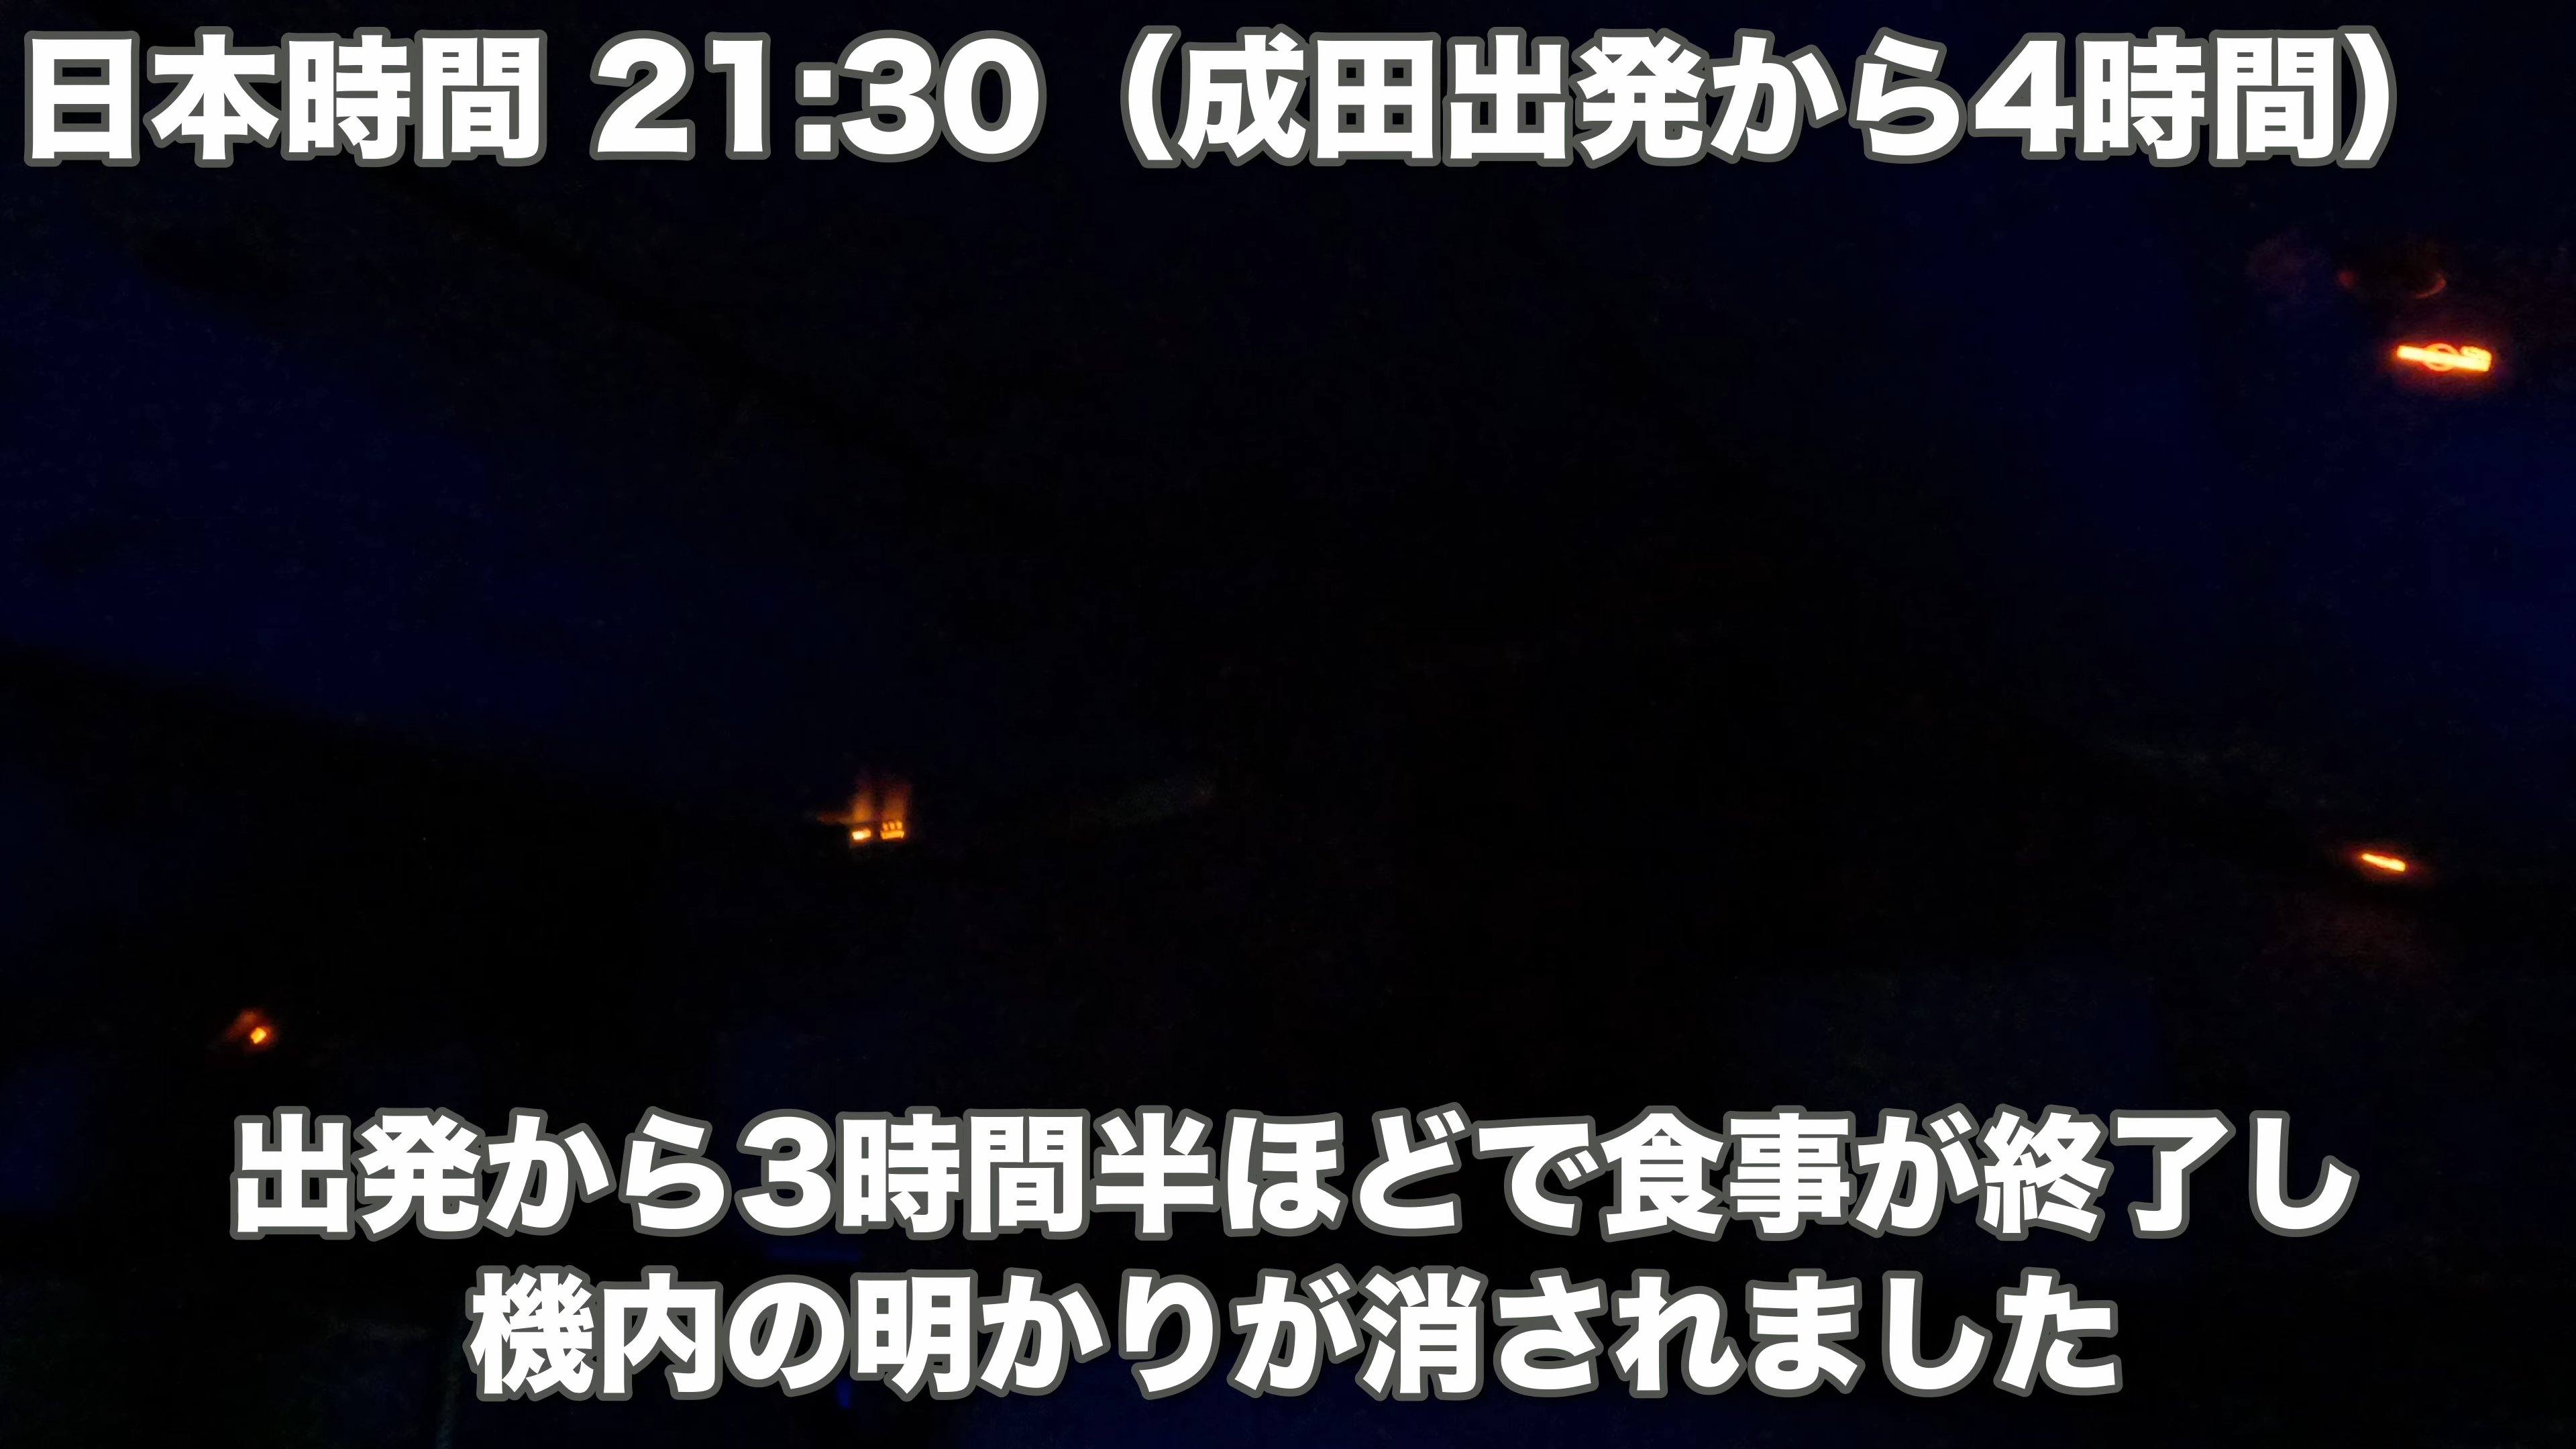 日本時間 21:30（成田出発から4時間）
出発から3時間半ほどで食事が終了し
機内の明かりが消されました